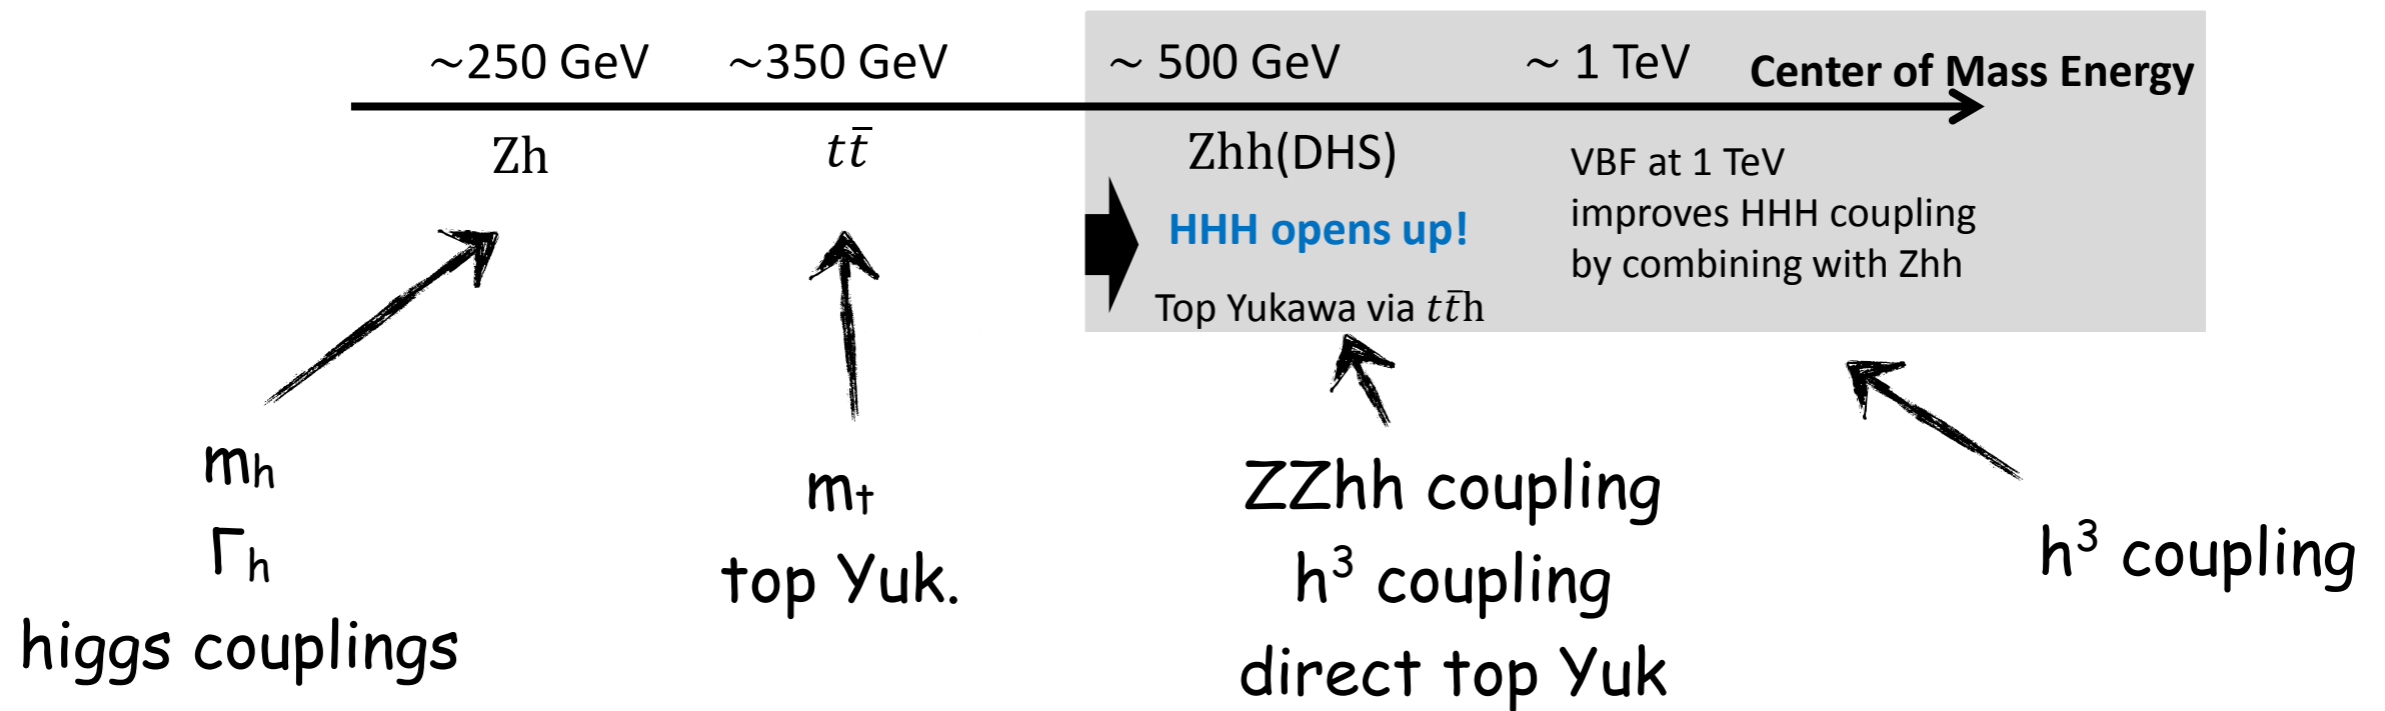 ~250 GeV ~350 GeV ~ 500 GeV ~ 1 TeV Center of Mass Energy
Zh tt̄ Zhh(DHS) VBF at 1 TeV
HHH opens up! improves HHH coupling
by combining with Zhh
Top Yukawa via tt̄h
mh mt ZZhh coupling
Γh top Yuk. h³ coupling h³ coupling
higgs couplings direct top Yuk